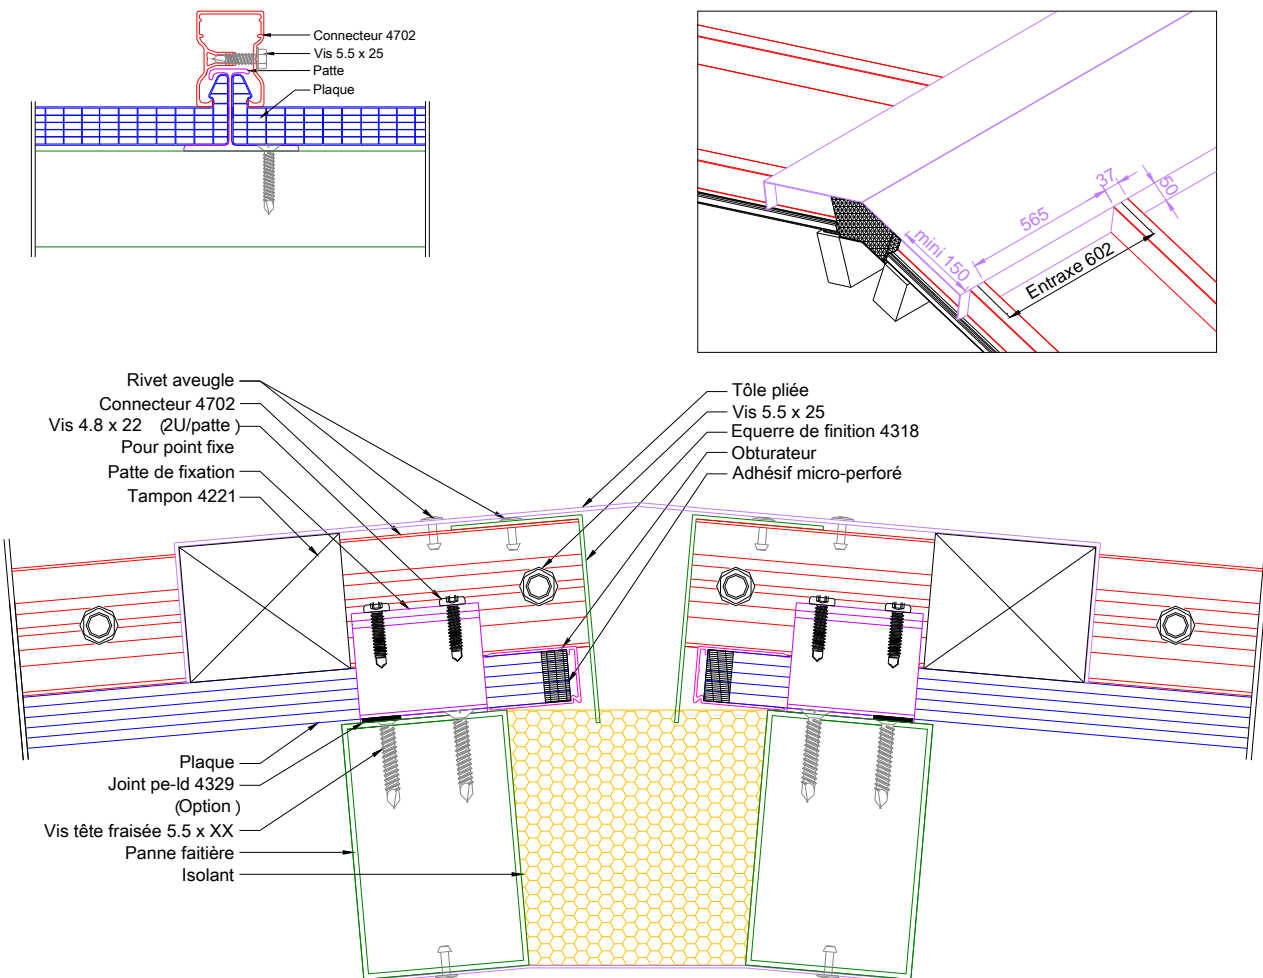 Connecteur 4702
Vis 5.5 x 25
Patte
Plaque
37
50
565
mini 150
Entraxe 602
Rivet aveugle
Connecteur 4702
Vis 4.8 x 22 (2U/patte )
Pour point fixe
Patte de fixation
Tampon 4221
Tôle pliée
Vis 5.5 x 25
Equerre de finition 4318
Obturateur
Adhésif micro-perforé
Plaque
Joint pe-ld 4329
(Option )
Vis tête fraisée 5.5 x XX
Panne faitière
Isolant